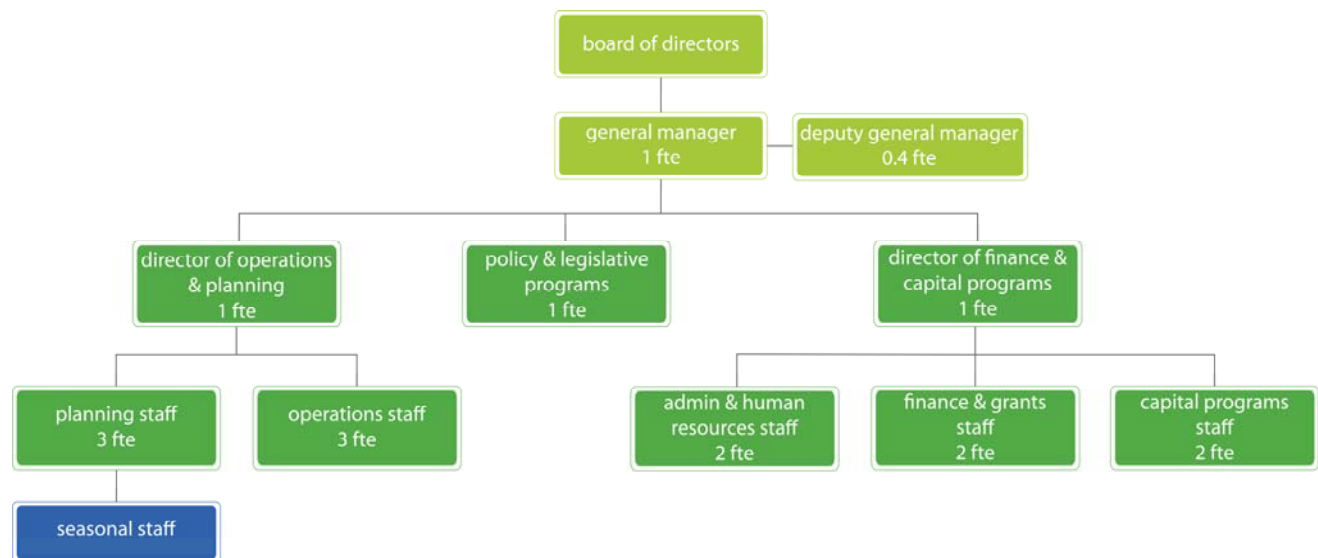 board of directors
general manager
1 fte
deputy general manager
0.4 fte
director of operations
& planning
1 fte
policy & legislative
programs
1 fte
director of finance &
capital programs
1 fte
planning staff
3 fte
operations staff
3 fte
admin & human
resources staff
2 fte
finance & grants
staff
2 fte
capital programs
staff
2 fte
seasonal staff